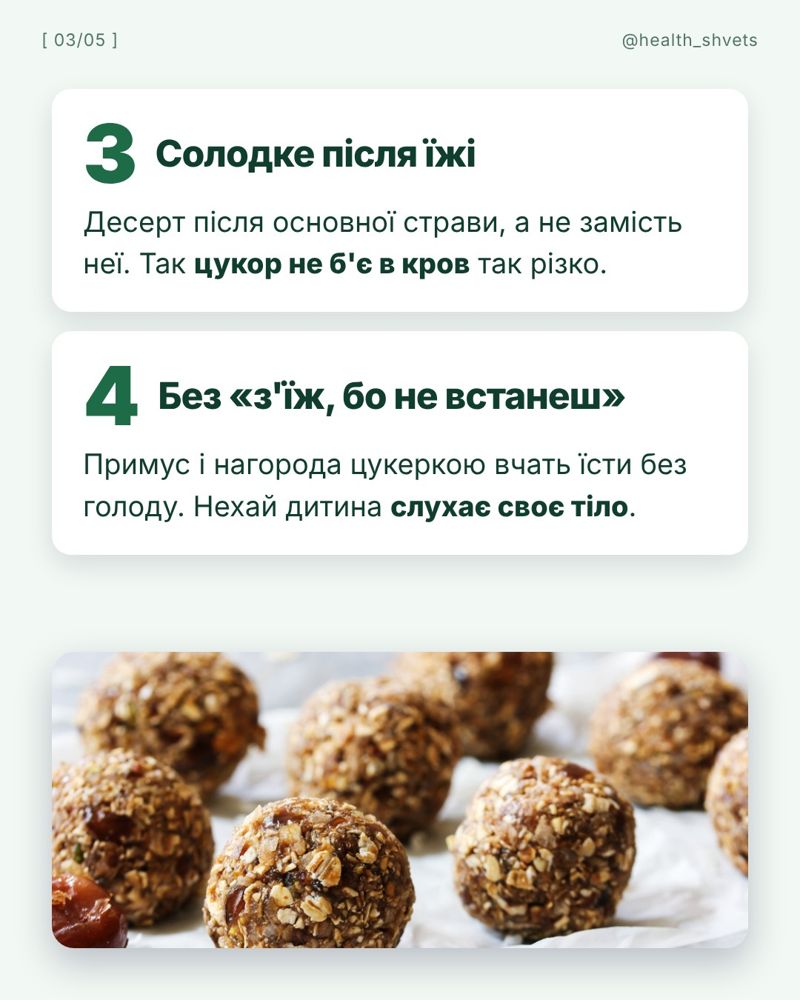 [ 03/05 ]
@health_shvets
3 Солодке після їжі
Десерт після основної страви, а не замість
неї. Так цукор не б'є в кров так різко.
4 Без «з'їж, бо не встанеш»
Примус і нагорода цукеркою вчать їсти без
голоду. Нехай дитина слухає своє тіло.